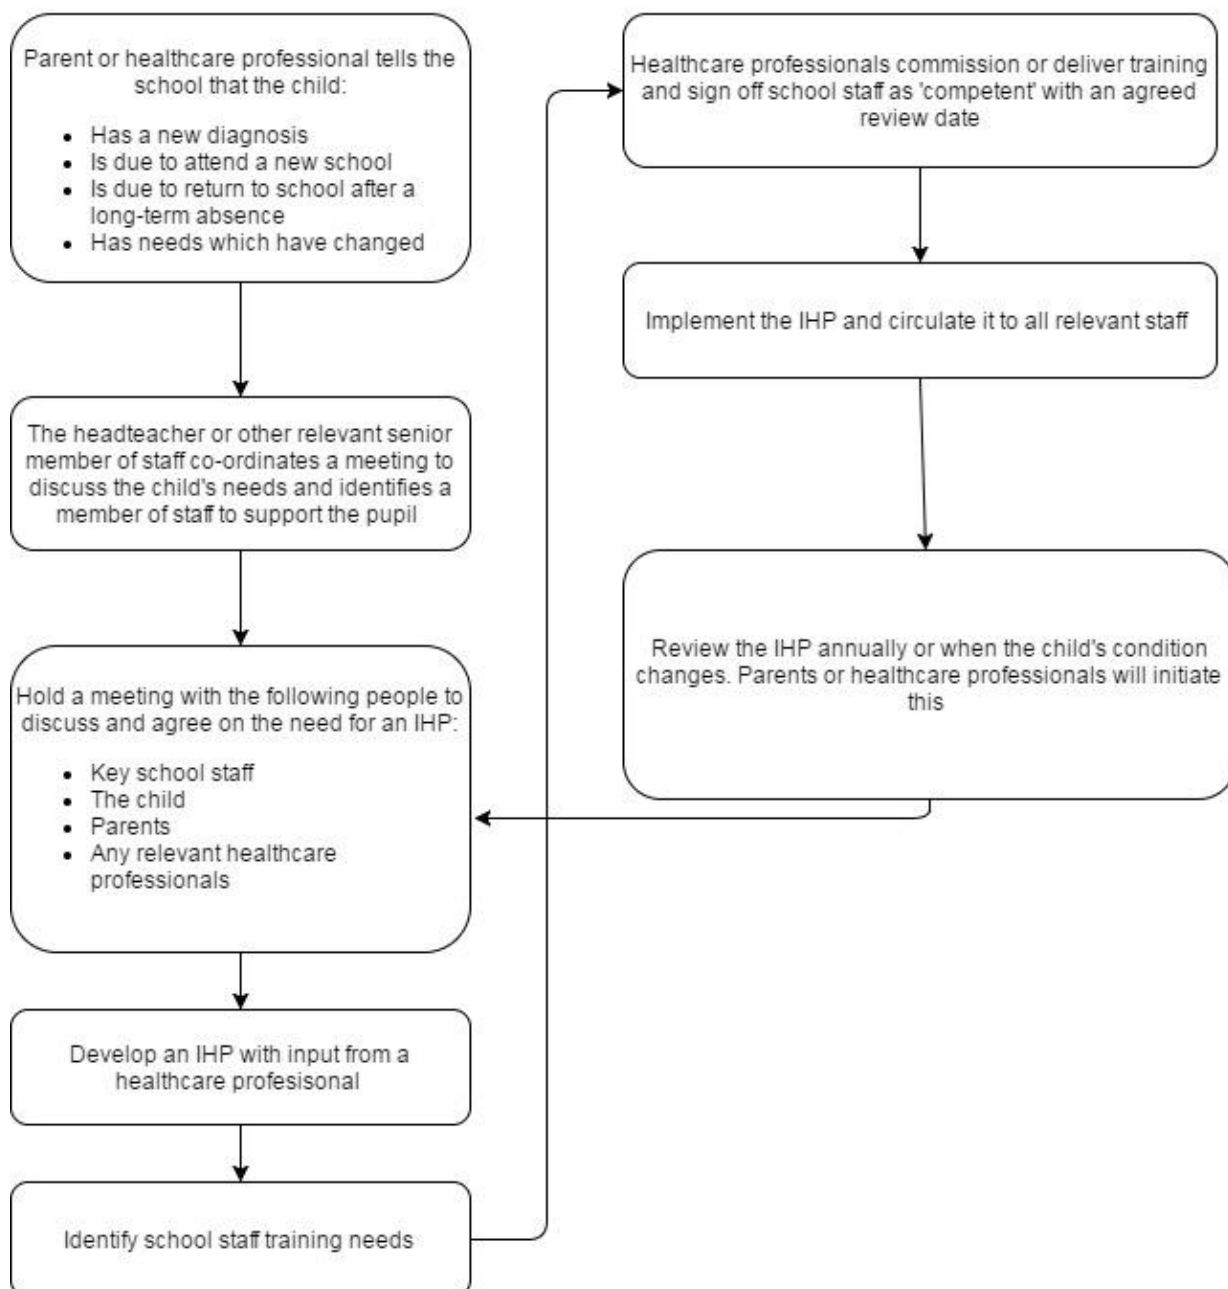 Parent or healthcare professional tells the
school that the child:
• Has a new diagnosis
• Is due to attend a new school
• Is due to return to school after a
long-term absence
• Has needs which have changed
The headteacher or other relevant senior
member of staff co-ordinates a meeting to
discuss the child's needs and identifies a
member of staff to support the pupil
Hold a meeting with the following people to
discuss and agree on the need for an IHP:
• Key school staff
• The child
• Parents
• Any relevant healthcare
professionals
Develop an IHP with input from a
healthcare profesisonal
Identify school staff training needs
Healthcare professionals commission or deliver training
and sign off school staff as 'competent' with an agreed
review date
Implement the IHP and circulate it to all relevant staff
Review the IHP annually or when the child's condition
changes. Parents or healthcare professionals will initiate
this